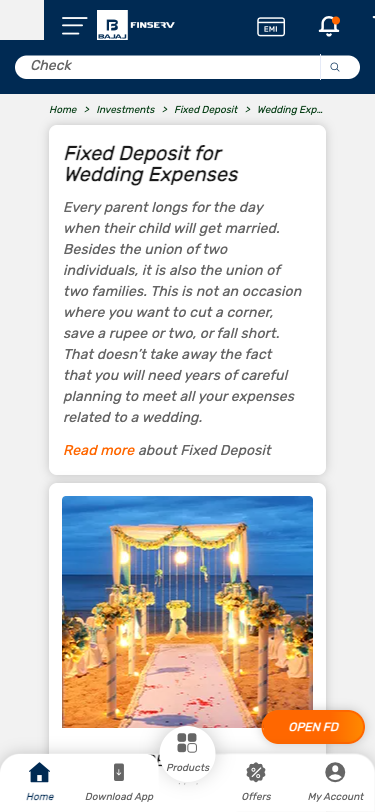 BAJAJ FINSERV
EMI
Check
Home > Investments > Fixed Deposit > Wedding Exp...
Fixed Deposit for
Wedding Expenses
Every parent longs for the day
when their child will get married.
Besides the union of two
individuals, it is also the union of
two families. This is not an occasion
where you want to cut a corner,
save a rupee or two, or fall short.
That doesn't take away the fact
that you will need years of careful
planning to meet all your expenses
related to a wedding.
Read more about Fixed Deposit
OPEN FD
Home
Download App
Products
Offers
My Account